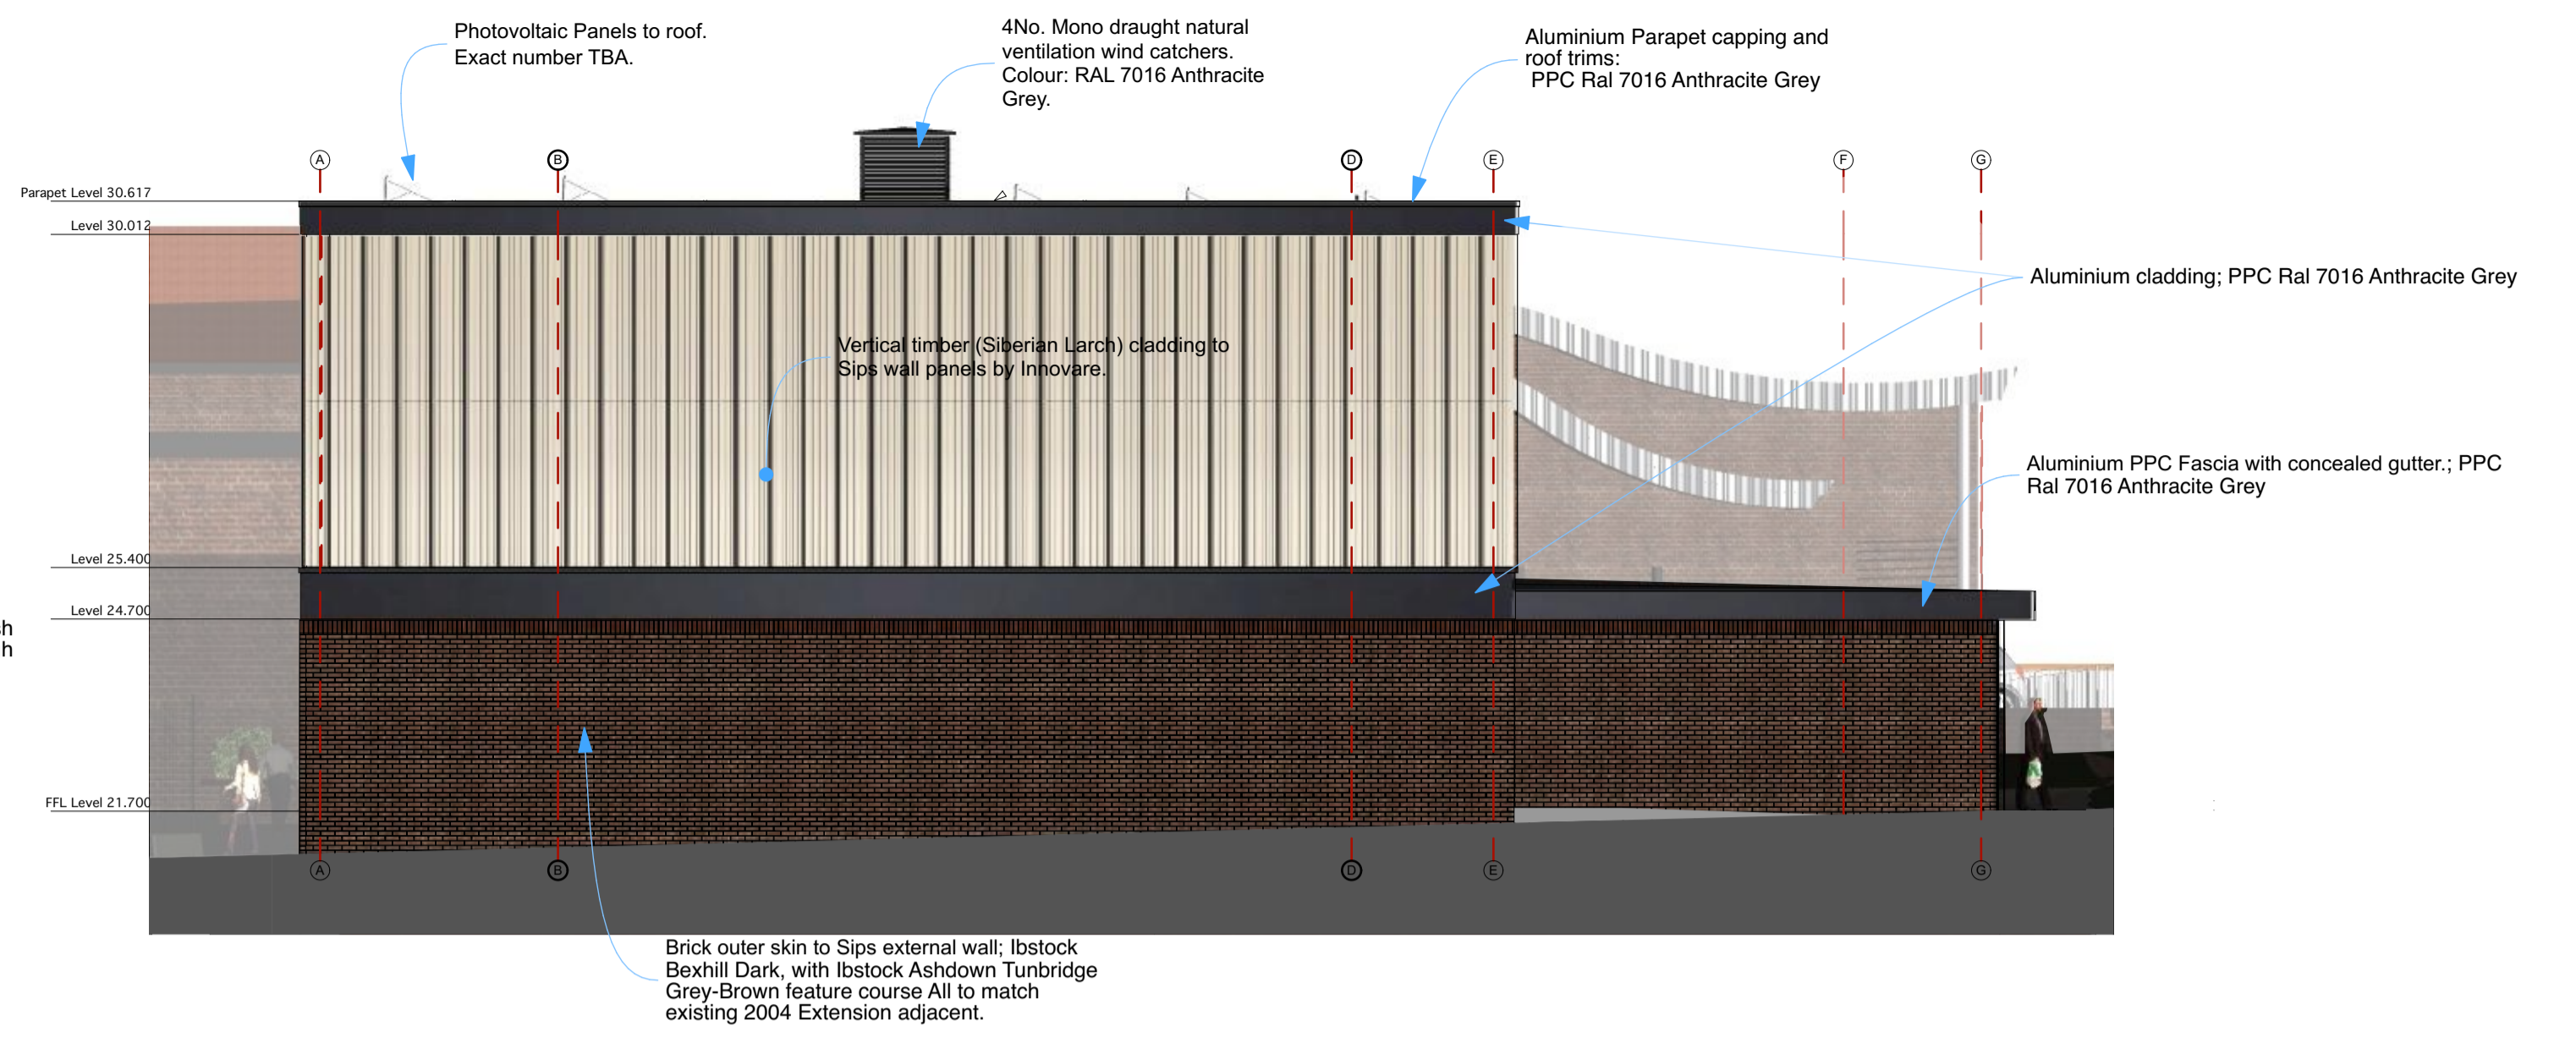 Photovoltaic Panels to roof.
Exact number TBA.
4No. Mono draught natural
ventilation wind catchers.
Colour: RAL 7016 Anthracite
Grey.
Aluminium Parapet capping and
roof trims:
PPC Ral 7016 Anthracite Grey
A
B
D
E
F
G
Parapet Level 30.617
Level 30.012
Aluminium cladding; PPC Ral 7016 Anthracite Grey
Vertical timber (Siberian Larch) cladding to
Sips wall panels by Innovare.
Aluminium PPC Fascia with concealed gutter.; PPC
Ral 7016 Anthracite Grey
Level 25.400
Level 24.700
h
FFL Level 21.700
A
B
D
E
G
Brick outer skin to Sips external wall; Ibstock
Bexhill Dark, with Ibstock Ashdown Tunbridge
Grey-Brown feature course All to match
existing 2004 Extension adjacent.